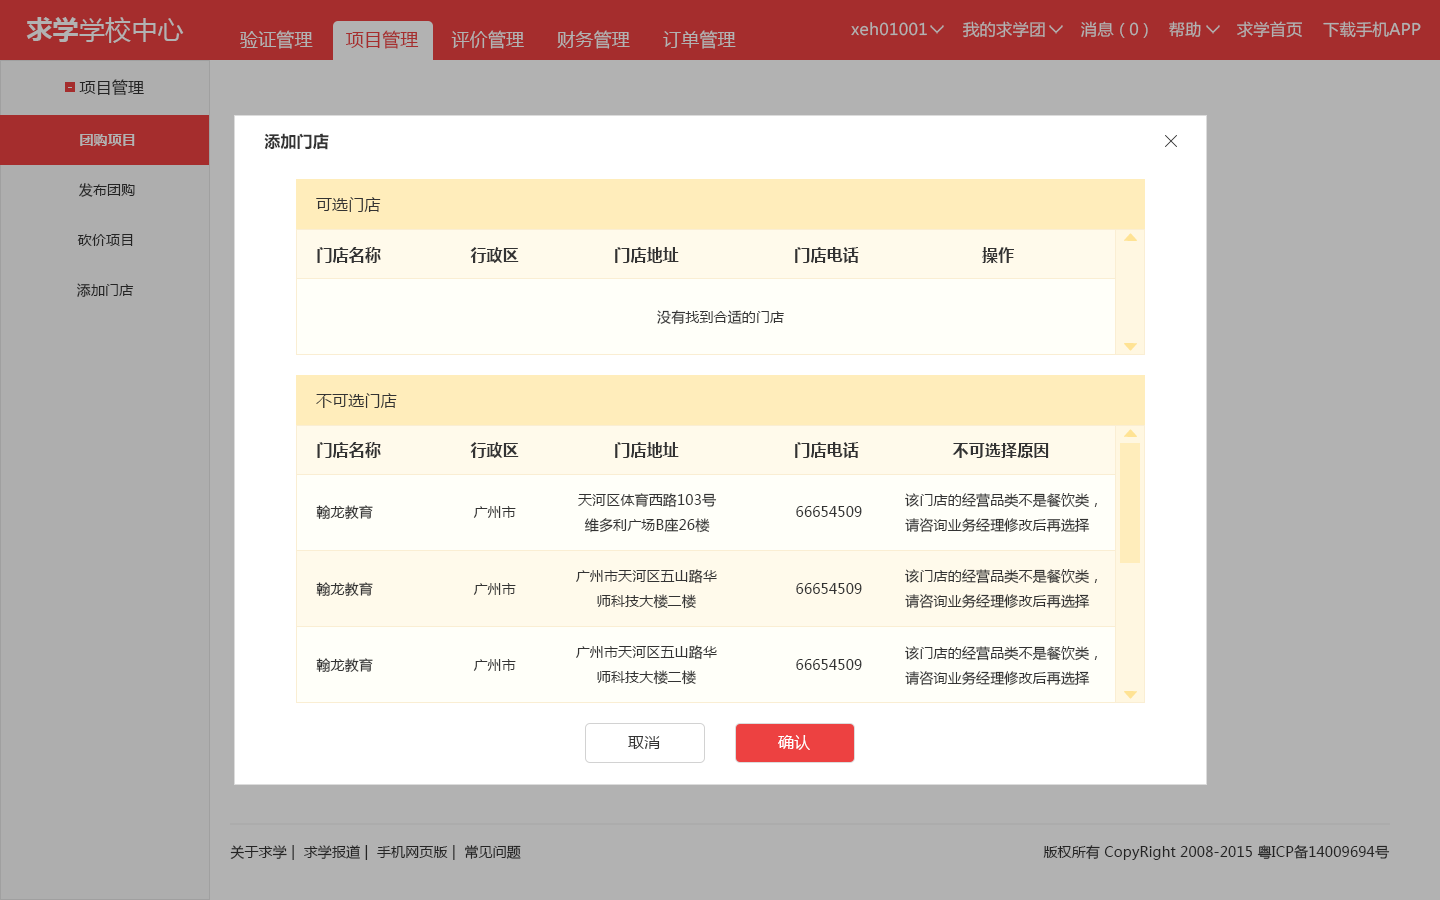 求学学校中心
验证管理 项目管理 评价管理 财务管理 订单管理
xeh01001 我的求学团 消息 ( 0 ) 帮助 求学首页 下载手机APP
项目管理
团购项目
发布团购
砍价项目
添加门店
添加门店
可选门店
门店名称 行政区 门店地址 门店电话 操作
没有找到合适的门店
不可选门店
门店名称 行政区 门店地址 门店电话 不可选择原因
翰龙教育 广州市 天河区体育西路103号 66654509 该门店的经营品类不是餐饮类，
维多利广场B座26楼 请咨询业务经理修改后再选择
翰龙教育 广州市 广州市天河区五山路华 66654509 该门店的经营品类不是餐饮类，
师科技大楼二楼 请咨询业务经理修改后再选择
翰龙教育 广州市 广州市天河区五山路华 66654509 该门店的经营品类不是餐饮类，
师科技大楼二楼 请咨询业务经理修改后再选择
取消 确认
关于求学 | 求学报道 | 手机网页版 | 常见问题
版权所有 CopyRight 2008-2015 粤ICP备14009694号